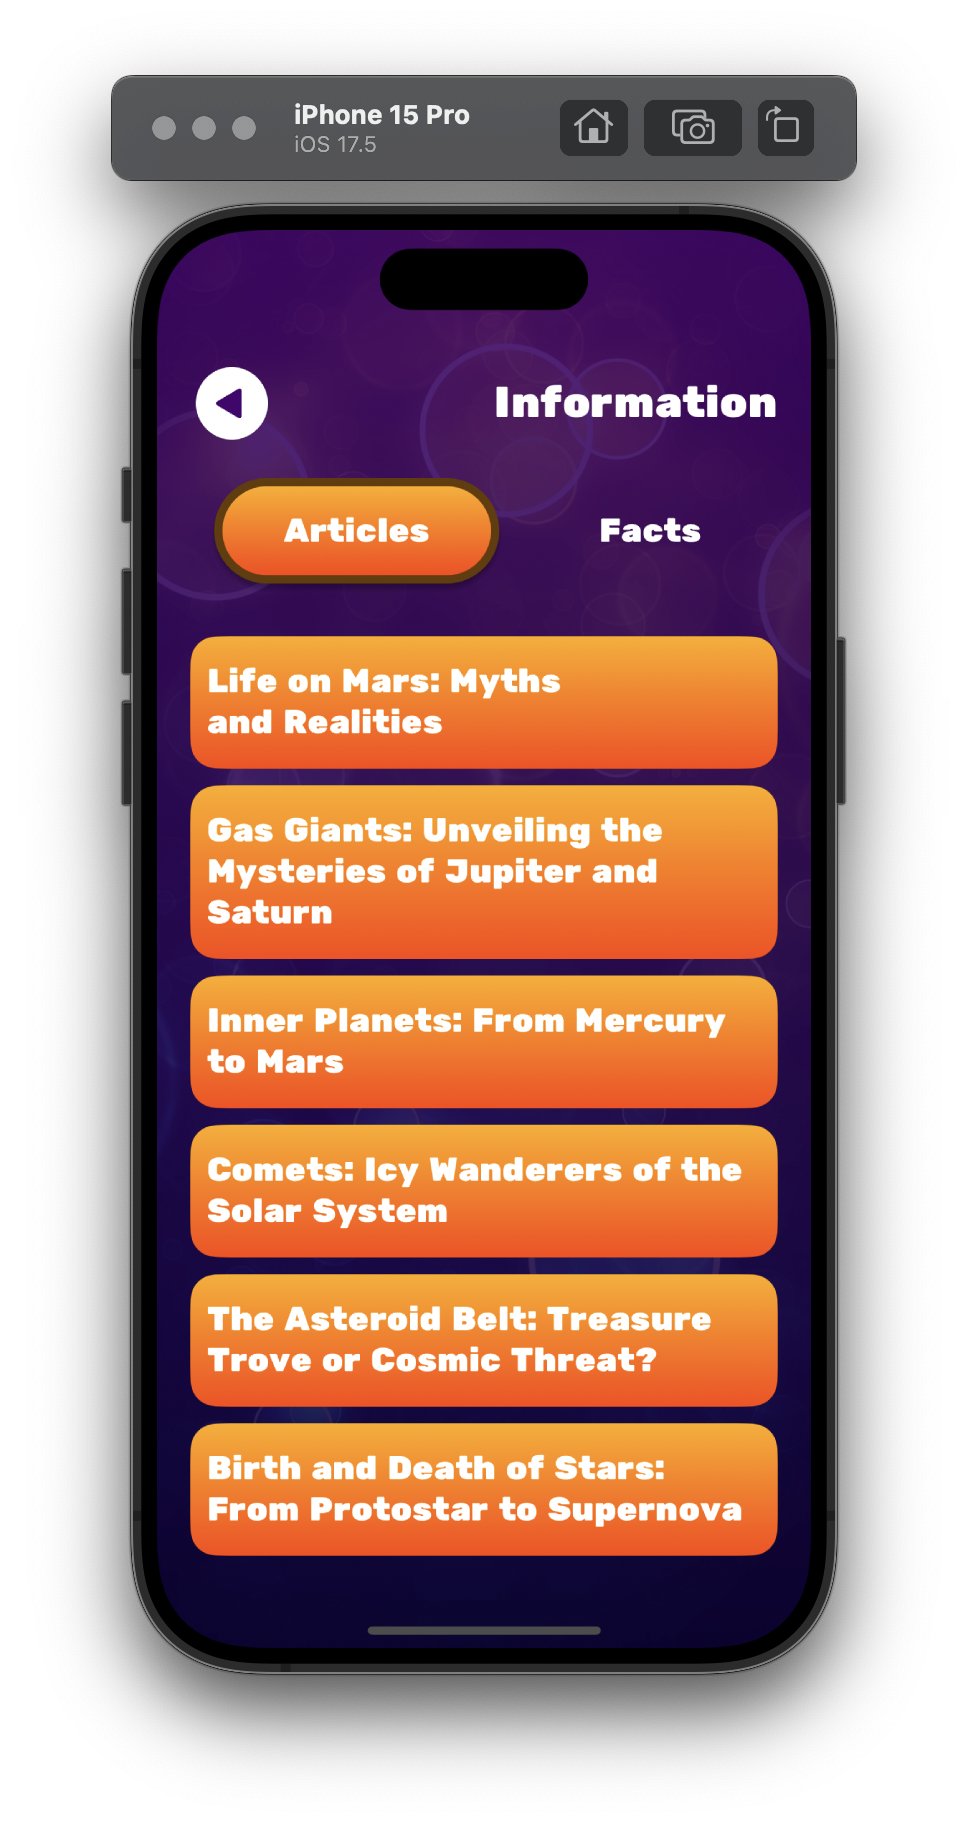 iPhone 15 Pro
iOS 17.5
Information
Articles
Facts
Life on Mars: Myths
and Realities
Gas Giants: Unveiling the
Mysteries of Jupiter and
Saturn
Inner Planets: From Mercury
to Mars
Comets: Icy Wanderers of the
Solar System
The Asteroid Belt: Treasure
Trove or Cosmic Threat?
Birth and Death of Stars:
From Protostar to Supernova